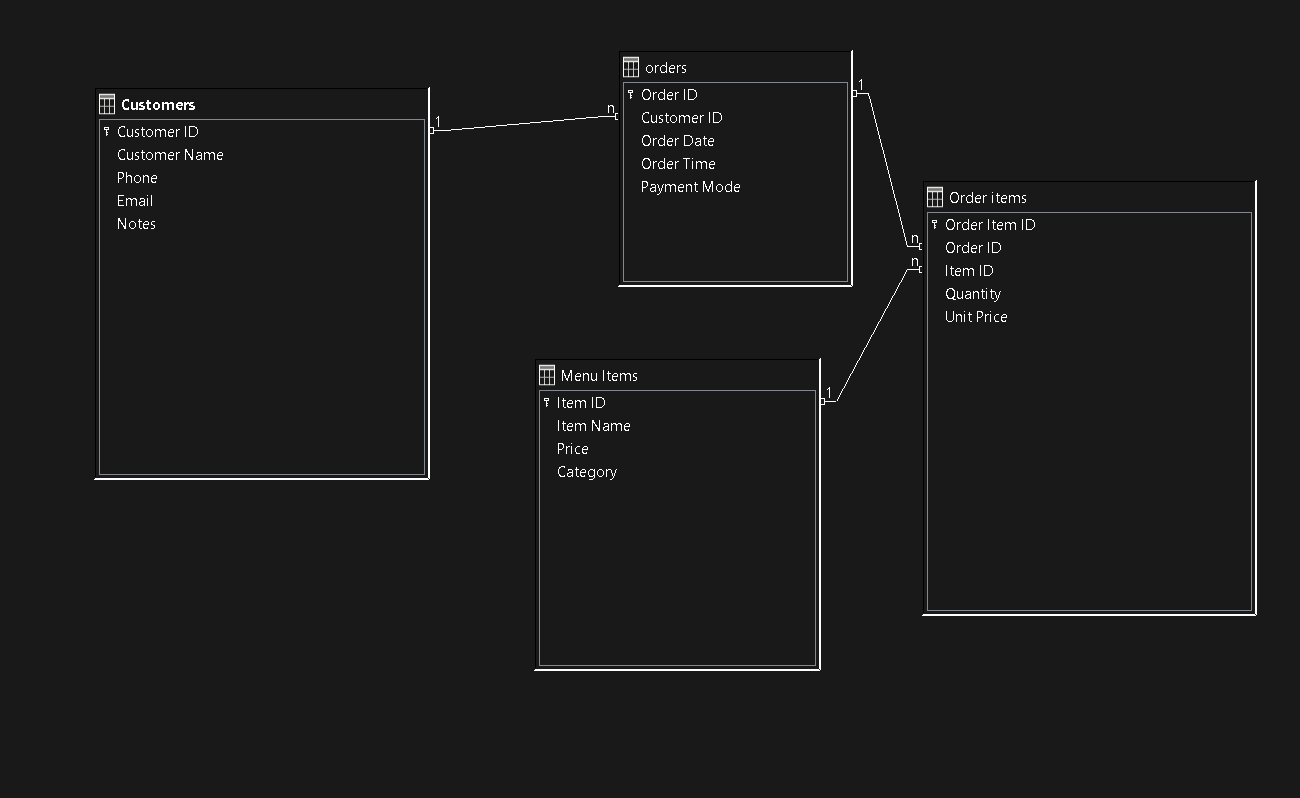 Customers
Customer ID
Customer Name
Phone
Email
Notes
1
n
orders
Order ID
Customer ID
Order Date
Order Time
Payment Mode
1
n
Order items
Order Item ID
Order ID
Item ID
Quantity
Unit Price
n
1
Menu Items
Item ID
Item Name
Price
Category